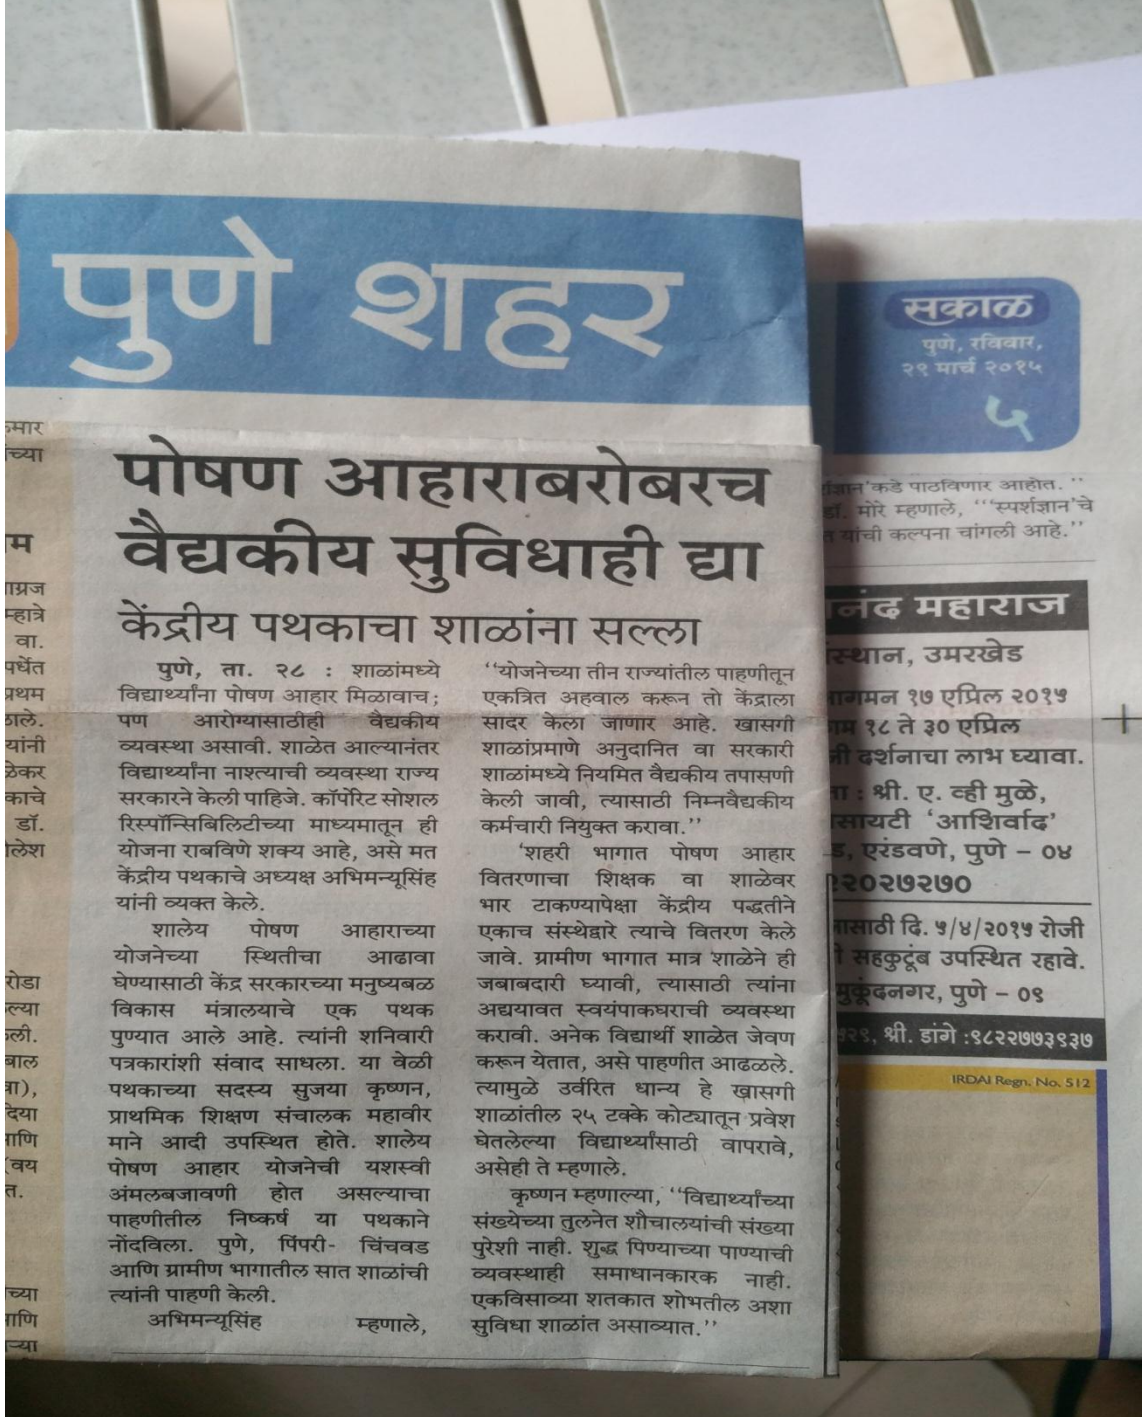 पुणे शहर
सकाळ
पुणे, रविवार,
२९ मार्च २०१५
५
पोषण आहाराबरोबरच
वैद्यकीय सुविधाही द्या
केंद्रीय पथकाचा शाळांना सल्ला
पुणे, ता. २८ : शाळांमध्ये
विद्यार्थ्यांना पोषण आहार मिळावाच;
पण आरोग्यासाठीही वैद्यकीय
व्यवस्था असावी. शाळेत आल्यानंतर
विद्यार्थ्यांना नाश्त्याची व्यवस्था राज्य
सरकारने केली पाहिजे. कॉर्पोरेट सोशल
रिस्पॉन्सिबिलिटीच्या माध्यमातून ही
योजना राबविणे शक्य आहे, असे मत
केंद्रीय पथकाचे अध्यक्ष अभिमन्यूसिंह
यांनी व्यक्त केले.
शालेय पोषण आहाराच्या
योजनेच्या स्थितीचा आढावा
घेण्यासाठी केंद्र सरकारच्या मनुष्यबळ
विकास मंत्रालयाचे एक पथक
पुण्यात आले आहे. त्यांनी शनिवारी
पत्रकारांशी संवाद साधला. या वेळी
पथकाच्या सदस्य सुजया कृष्णन,
प्राथमिक शिक्षण संचालक महावीर
माने आदी उपस्थित होते. शालेय
पोषण आहार योजनेची यशस्वी
अंमलबजावणी होत असल्याचा
पाहणीतील निष्कर्ष या पथकाने
नोंदविला. पुणे, पिंपरी- चिंचवड
आणि ग्रामीण भागातील सात शाळांची
त्यांनी पाहणी केली.
अभिमन्यूसिंह म्हणाले,
‘‘योजनेच्या तीन राज्यांतील पाहणीतून
एकत्रित अहवाल करून तो केंद्राला
सादर केला जाणार आहे. खासगी
शाळांप्रमाणे अनुदानित वा सरकारी
शाळांमध्ये नियमित वैद्यकीय तपासणी
केली जावी, त्यासाठी निम्नवैद्यकीय
कर्मचारी नियुक्त करावा.’’
‘शहरी भागात पोषण आहार
वितरणाचा शिक्षक वा शाळेवर
भार टाकण्यापेक्षा केंद्रीय पद्धतीने
एकाच संस्थेद्वारे त्याचे वितरण केले
जावे. ग्रामीण भागात मात्र शाळेने ही
जबाबदारी घ्यावी, त्यासाठी त्यांना
अद्ययावत स्वयंपाकघराची व्यवस्था
करावी. अनेक विद्यार्थी शाळेत जेवण
करून येतात, असे पाहणीत आढळले.
त्यामुळे उर्वरित धान्य हे खासगी
शाळांतील २५ टक्के कोट्यातून प्रवेश
घेतलेल्या विद्यार्थ्यांसाठी वापरावे,
असेही ते म्हणाले.
कृष्णन म्हणाल्या, ‘‘विद्यार्थ्यांच्या
संख्येच्या तुलनेत शौचालयांची संख्या
पुरेशी नाही. शुद्ध पिण्याच्या पाण्याची
व्यवस्थाही समाधानकारक नाही.
एकविसाव्या शतकात शोभतील अशा
सुविधा शाळांत असाव्यात.’’
कडे पाठविणार आहोत.’’
डॉ. मोरे म्हणाले, ‘‘‘स्पर्शज्ञान’चे
यांची कल्पना चांगली आहे.’’
महाराज
उमरखेड
१७ एप्रिल २०१५
१८ ते ३० एप्रिल
दर्शनाचा लाभ घ्यावा.
: श्री. ए. व्ही मुळे,
‘आशिर्वाद’
एरंडवणे, पुणे – ०४
दि. ५/४/२०१५ रोजी
सहकुटूंब उपस्थित रहावे.
मुकूंदनगर, पुणे – ०९
श्री. डांगे :९८२२७७३९३७
IRDAI Regn. No. 512